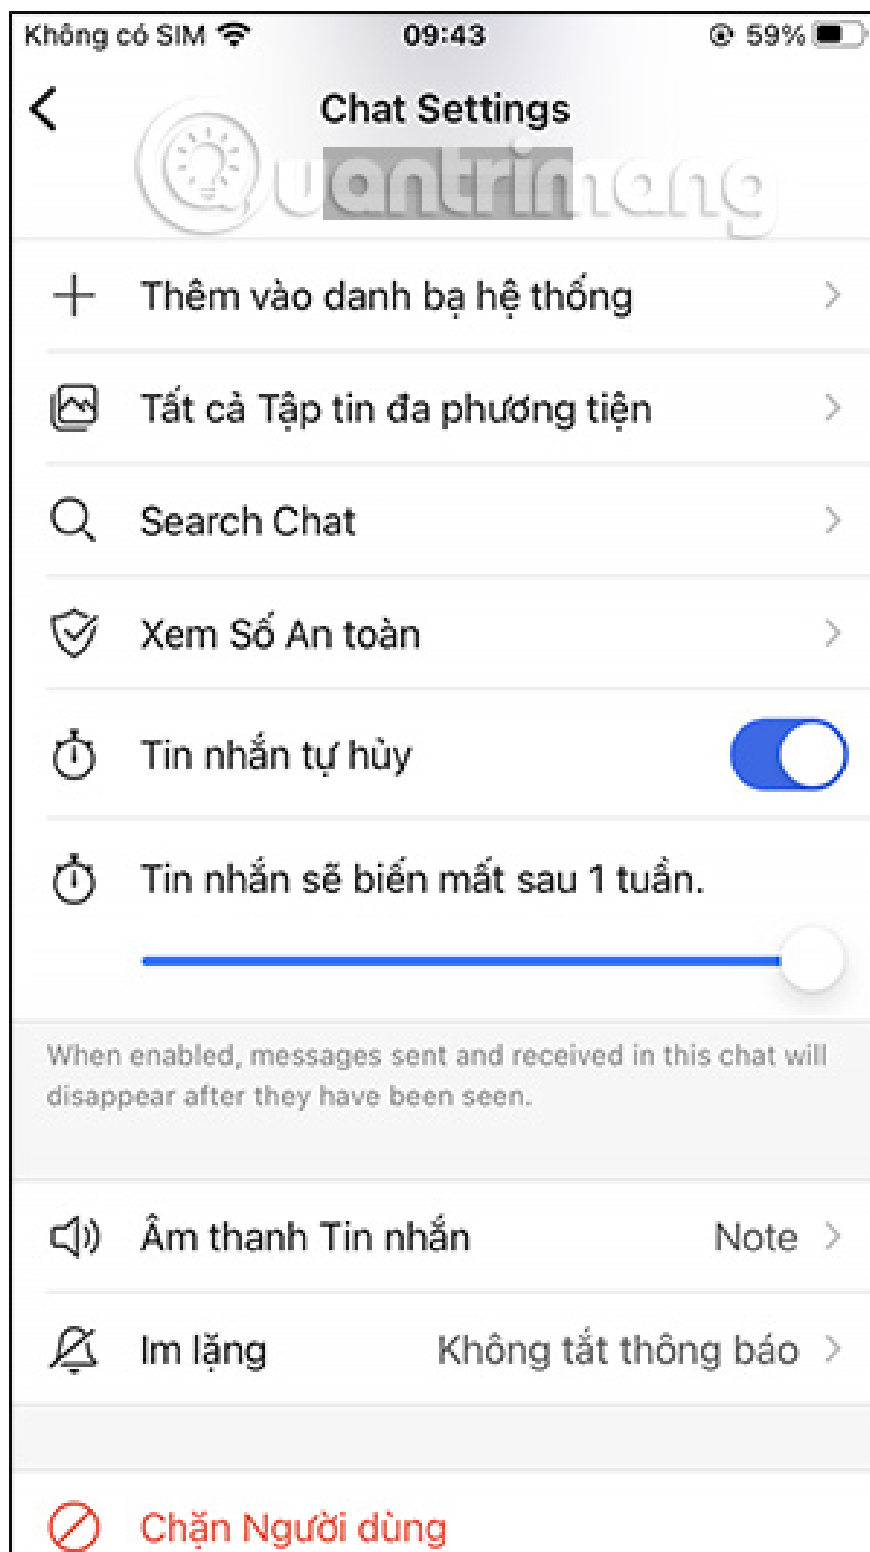 Không có SIM 09:43 59%
Chat Settings
Quantrimang
Thêm vào danh bạ hệ thống
Tất cả Tập tin đa phương tiện
Search Chat
Xem Số An toàn
Tin nhắn tự hủy
Tin nhắn sẽ biến mất sau 1 tuần.
When enabled, messages sent and received in this chat will
disappear after they have been seen.
Âm thanh Tin nhắn Note
Im lặng Không tắt thông báo
Chặn Người dùng